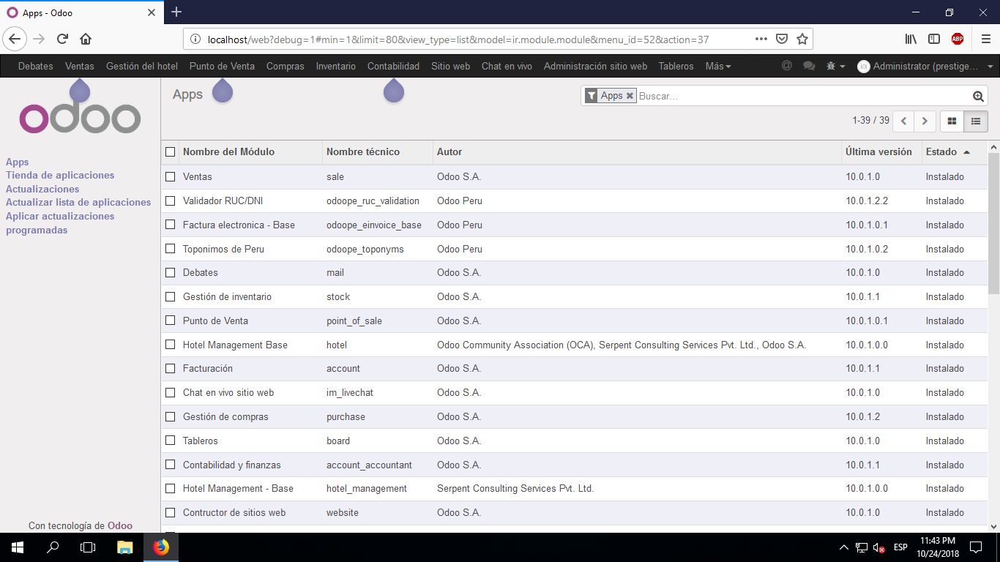 Apps - Odoo
localhost/web?debug=1#min=1&limit=80&view_type=list&model=ir.module.module&menu_id=52&action=37
ABP
Debates Ventas Gestión del hotel Punto de Venta Compras Inventario Contabilidad Sitio web Chat en vivo Administración sitio web Tableros Más @ Administrator (prestige...
odoo
Apps
Tienda de aplicaciones
Actualizaciones
Actualizar lista de aplicaciones
Aplicar actualizaciones
programadas
Con tecnología de Odoo
Apps
Apps Buscar...
1-39 / 39
Nombre del Módulo Nombre técnico Autor Última versión Estado
Ventas sale Odoo S.A. 10.0.1.0 Instalado
Validador RUC/DNI odoope_ruc_validation Odoo Peru 10.0.1.2.2 Instalado
Factura electronica - Base odoope_einvoice_base Odoo Peru 10.0.1.0.1 Instalado
Toponimos de Peru odoope_toponyms Odoo Peru 10.0.1.0.2 Instalado
Debates mail Odoo S.A. 10.0.1.0 Instalado
Gestión de inventario stock Odoo S.A. 10.0.1.1 Instalado
Punto de Venta point_of_sale Odoo S.A. 10.0.1.0.1 Instalado
Hotel Management Base hotel Odoo Community Association (OCA), Serpent Consulting Services Pvt. Ltd., Odoo S.A. 10.0.1.0.0 Instalado
Facturación account Odoo S.A. 10.0.1.1 Instalado
Chat en vivo sitio web im_livechat Odoo S.A. 10.0.1.0 Instalado
Gestión de compras purchase Odoo S.A. 10.0.1.2 Instalado
Tableros board Odoo S.A. 10.0.1.0 Instalado
Contabilidad y finanzas account_accountant Odoo S.A. 10.0.1.1 Instalado
Hotel Management - Base hotel_management Serpent Consulting Services Pvt. Ltd. 10.0.1.0.0 Instalado
Contructor de sitios web website Odoo S.A. 10.0.1.0 Instalado
ESP
11:43 PM
10/24/2018